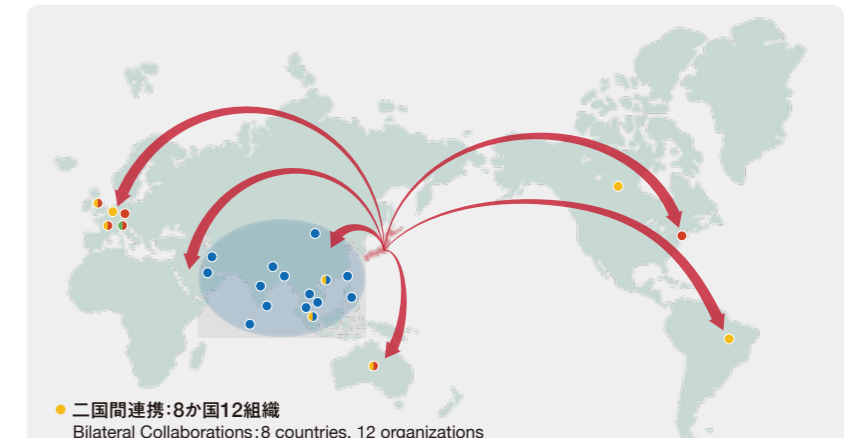 二国間連携：8か国12組織
Bilateral Collaborations:8 countries, 12 organizations